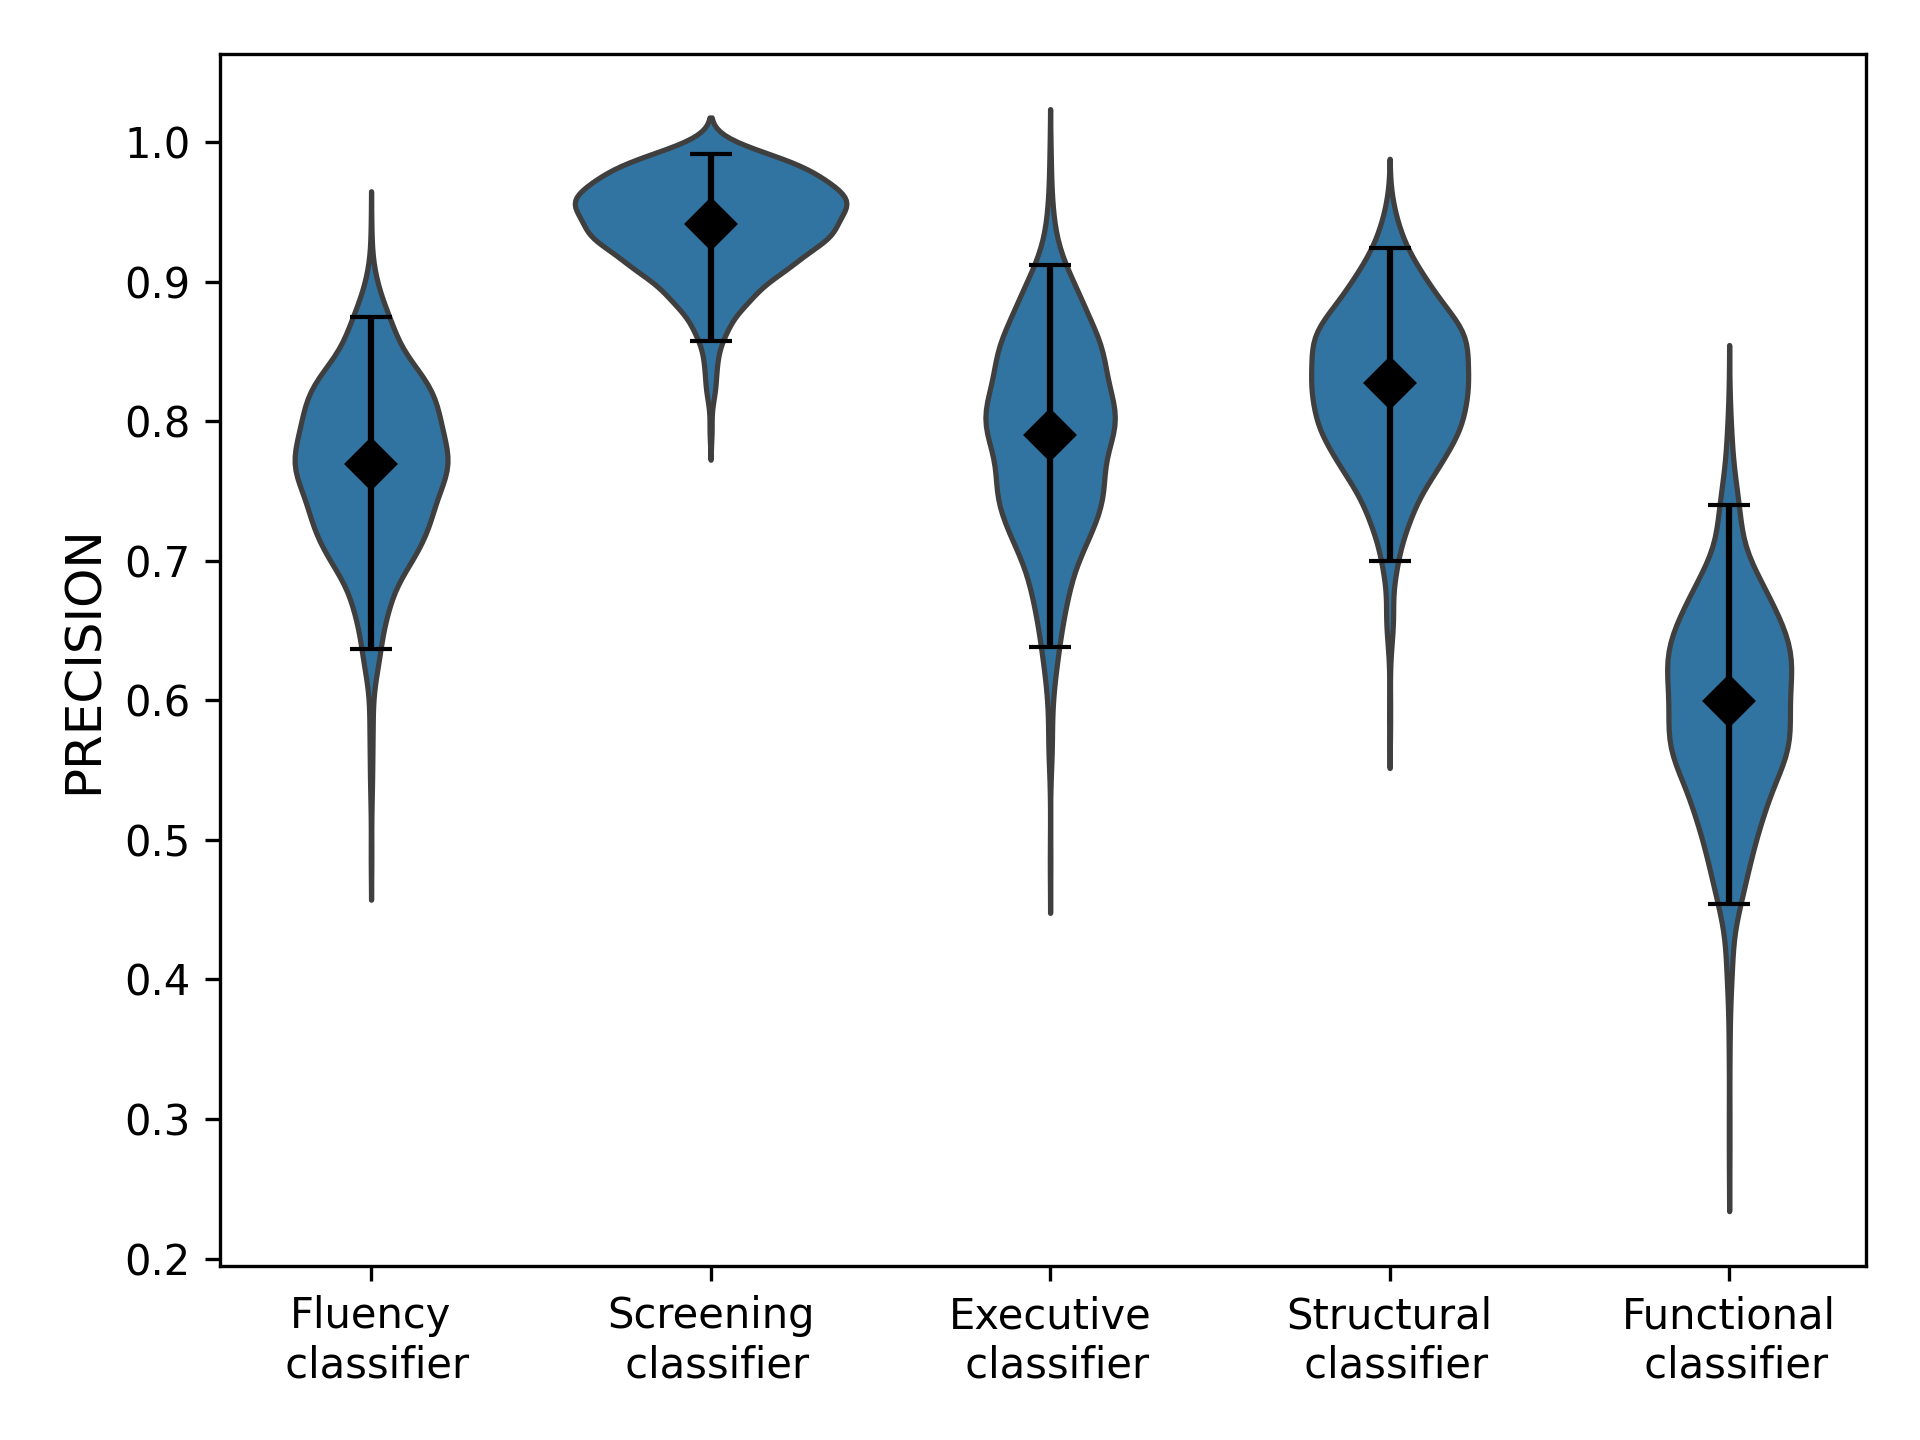 PRECISION
1.0
0.9
0.8
0.7
0.6
0.5
0.4
0.3
0.2
Fluency
classifier
Screening
classifier
Executive
classifier
Structural
classifier
Functional
classifier